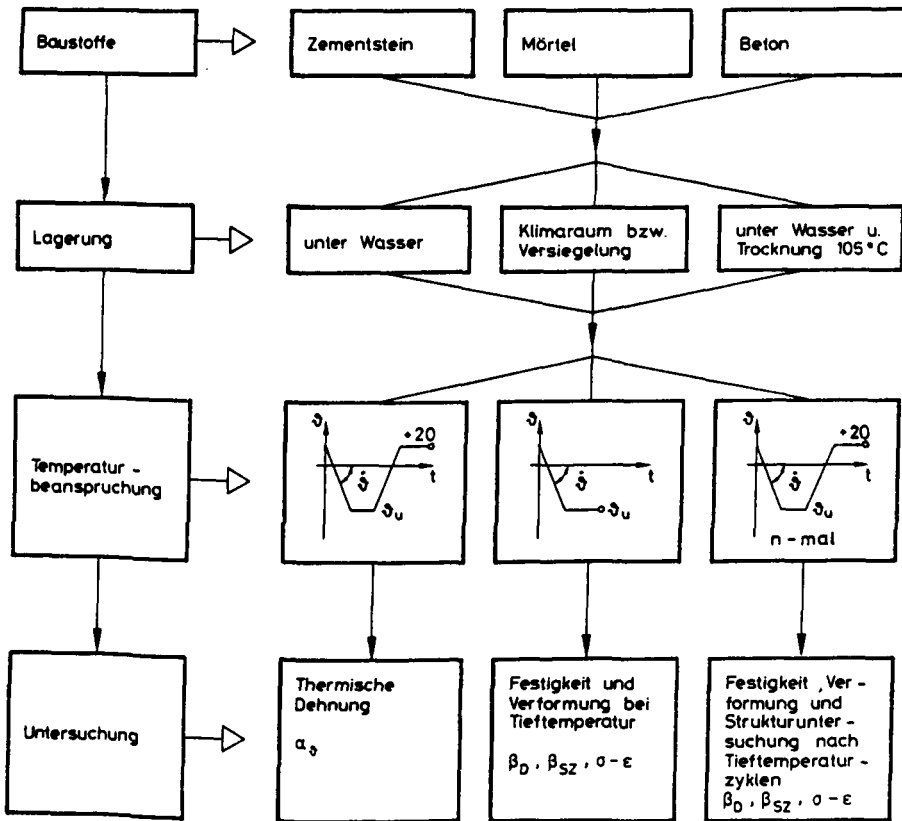 Baustoffe
Zementstein
Mörtel
Beton
Lagerung
unter Wasser
Klimaraum bzw.
Versiegelung
unter Wasser u.
Trocknung 105°C
Temperatur-
beanspruchung
ϑ
+20
t
ϑ̇
ϑu
ϑ
t
ϑ̇
ϑu
ϑ
+20
t
ϑ̇
ϑu
n-mal
Untersuchung
Thermische
Dehnung
αϑ
Festigkeit und
Verformung bei
Tieftemperatur
βD, βSZ, σ-ε
Festigkeit, Ver-
formung und
Strukturunter-
suchung nach
Tieftemperatur-
zyklen
βD, βSZ, σ-ε